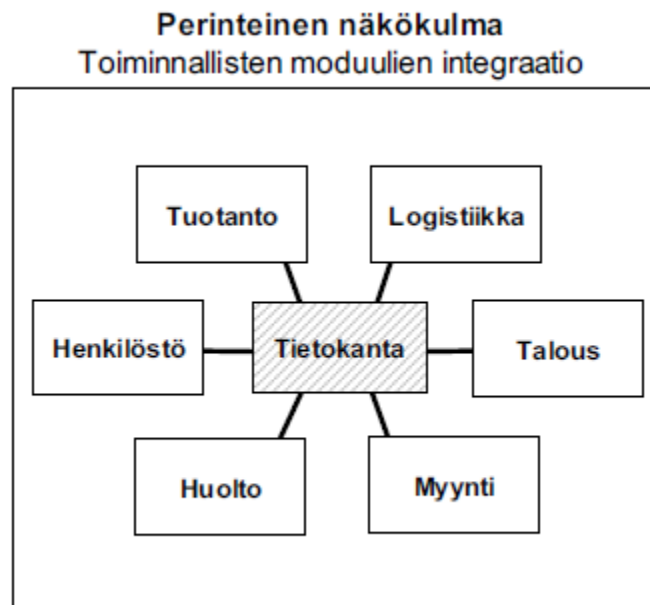 Perinteinen näkökulma
Toiminnallisten moduulien integraatio
Tuotanto
Logistiikka
Henkilöstö
Tietokanta
Talous
Huolto
Myynti